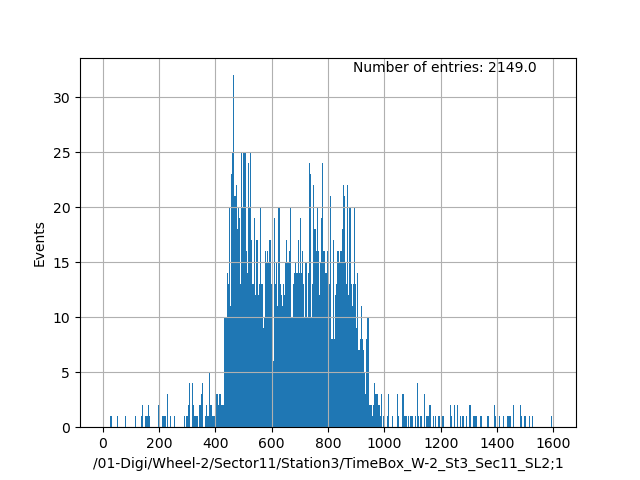 Number of entries: 2149.0
30
25
20
15
10
5
0
Events
0 200 400 600 800 1000 1200 1400 1600
/01-Digi/Wheel-2/Sector11/Station3/TimeBox_W-2_St3_Sec11_SL2;1